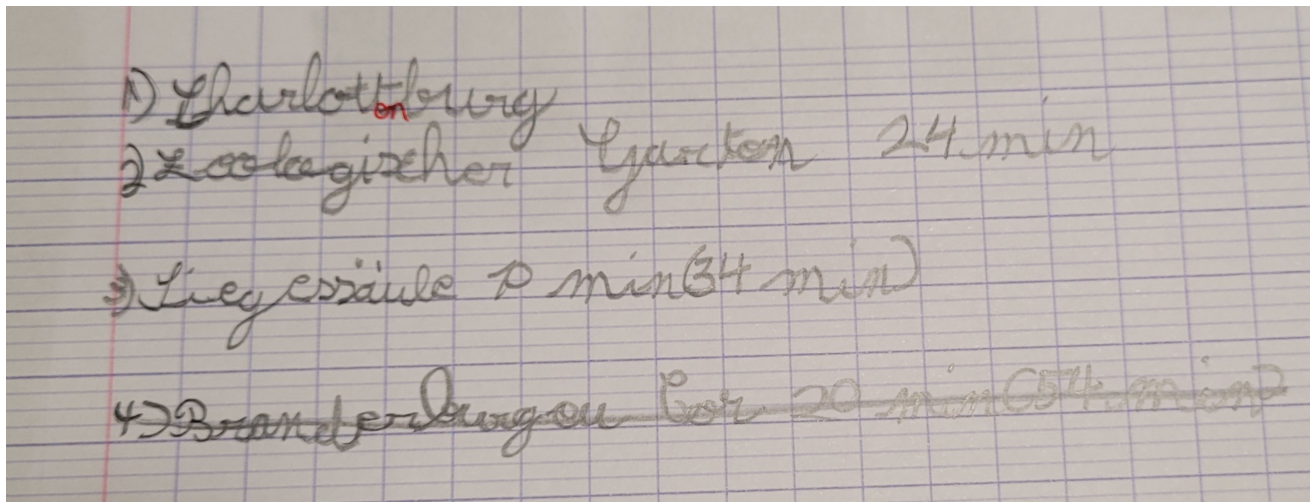 1) Charlottenburg
2) Zoologischer Garten 24 min
3) Siegessäule 10 min (34 min)
4) Brandenburgeu Tor 20 min (54 min)